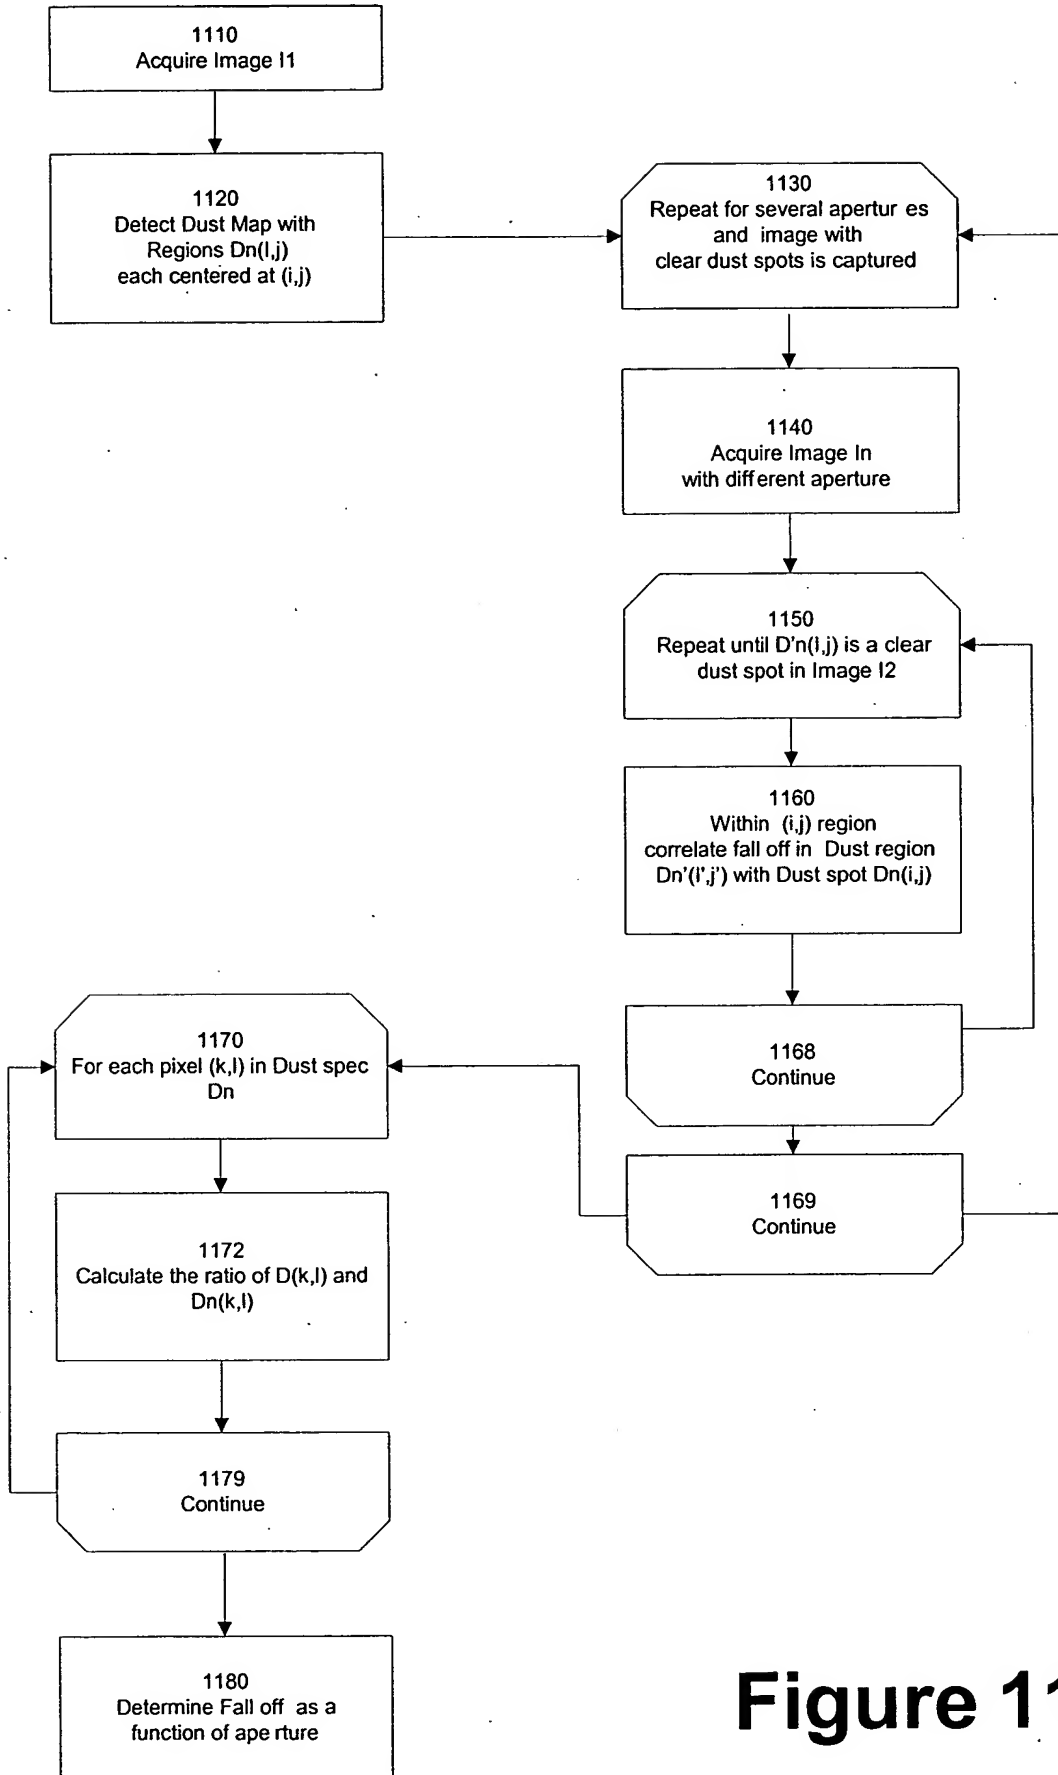 1110
Acquire Image I1
1120
Detect Dust Map with
Regions Dn(I,j)
each centered at (i,j)
1130
Repeat for several apertur es
and image with
clear dust spots is captured
1140
Acquire Image In
with different aperture
1150
Repeat until D'n(I,j) is a clear
dust spot in Image I2
1160
Within (i,j) region
correlate fall off in Dust region
Dn'(I',j') with Dust spot Dn(i,j)
1168
Continue
1169
Continue
1170
For each pixel (k,l) in Dust spec
Dn
1172
Calculate the ratio of D(k,l) and
Dn(k,l)
1179
Continue
1180
Determine Fall off as a
function of ape rture
Figure 11